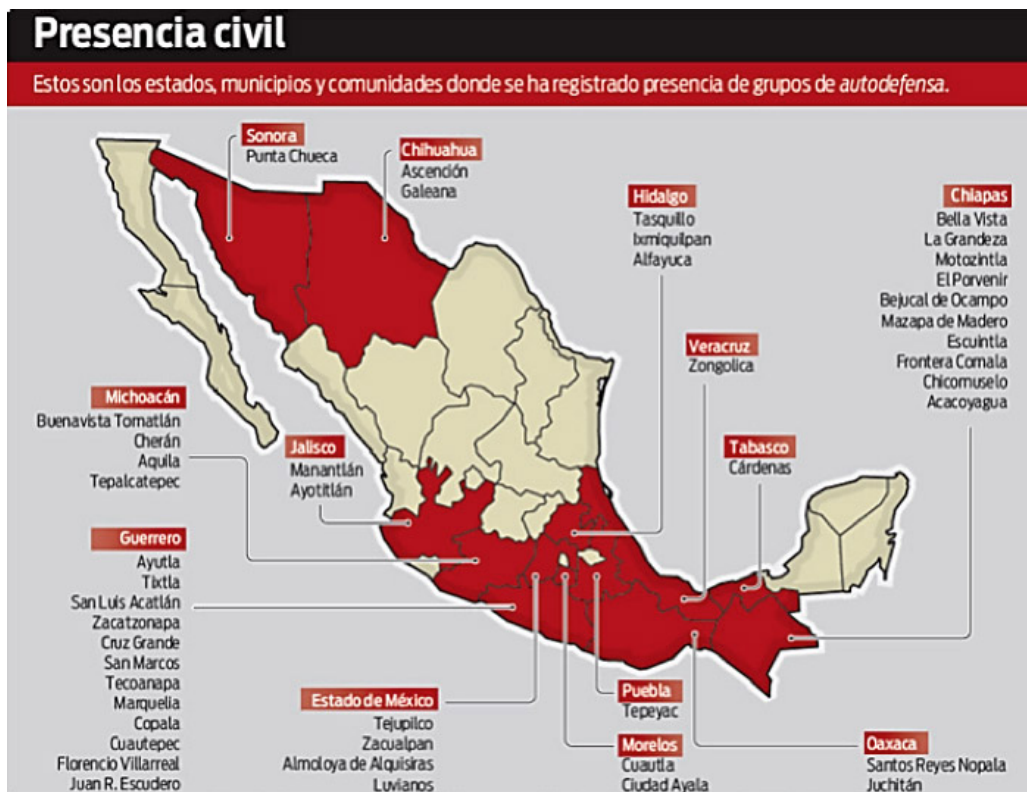 Presencia civil
Estos son los estados, municipios y comunidades donde se ha registrado presencia de grupos de autodefensa.
Sonora
Punta Chueca
Chihuahua
Ascención
Galeana
Hidalgo
Tasquillo
Ixmiquilpan
Alfayuca
Chiapas
Bella Vista
La Grandeza
Motozintla
El Porvenir
Bejucal de Ocampo
Mazapa de Madero
Escuintla
Frontera Comala
Chicomuselo
Acacoyagua
Veracruz
Zongolica
Michoacán
Buenavista Tomatlán
Cherán
Aquila
Tepalcatepec
Jalisco
Manantlán
Ayotitlán
Tabasco
Cárdenas
Guerrero
Ayutla
Tixtla
San Luis Acatlán
Zacatzonapa
Cruz Grande
San Marcos
Tecoanapa
Marquelia
Copala
Cuautepec
Florencio Villarreal
Juan R. Escudero
Estado de México
Tejupilco
Zacualpan
Almoloya de Alquisiras
Luvianos
Puebla
Tepeyac
Morelos
Cuautla
Ciudad Ayala
Oaxaca
Santos Reyes Nopala
Juchitán